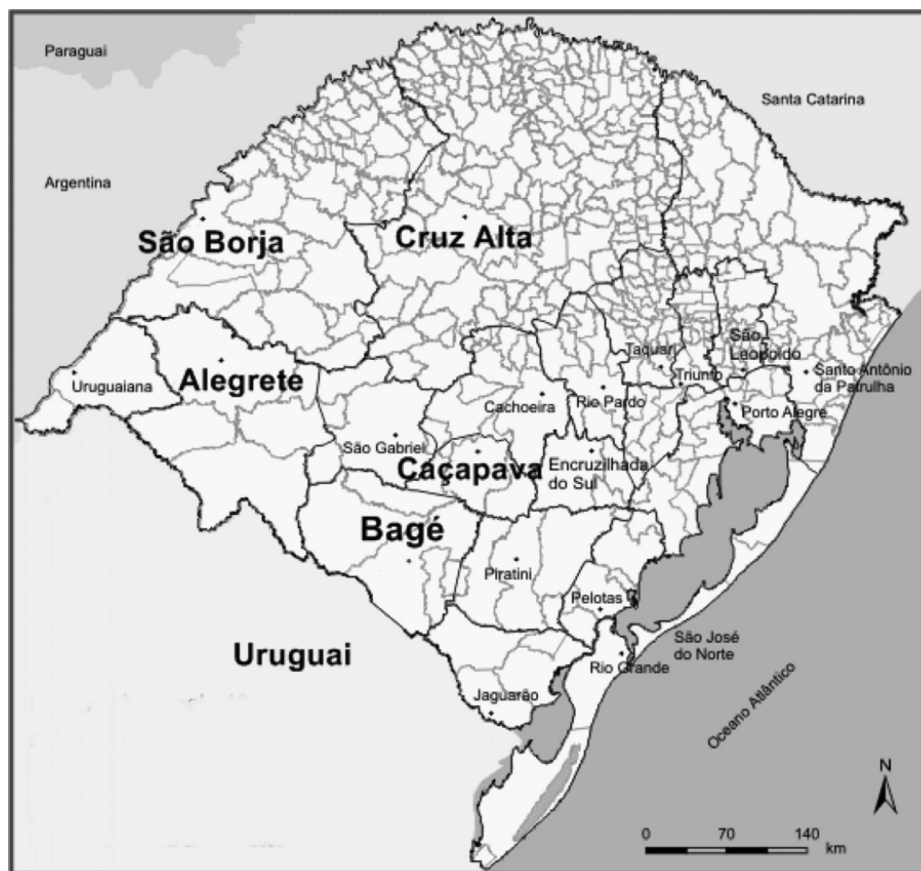 Paraguai
Santa Catarina
Argentina
São Borja
Cruz Alta
São
Leopoldo
Taquari
Triunfo
Santo Antônio
da Patrulha
Uruguaiana
Alegrete
Cachoeira
Rio Pardo
Porto Alegre
São Gabriel
Caçapava
Encruzilhada
do Sul
Bagé
Piratini
Pelotas
Uruguai
São José
do Norte
Rio Grande
Jaguarão
Oceano Atlântico
N
0 70 140
km